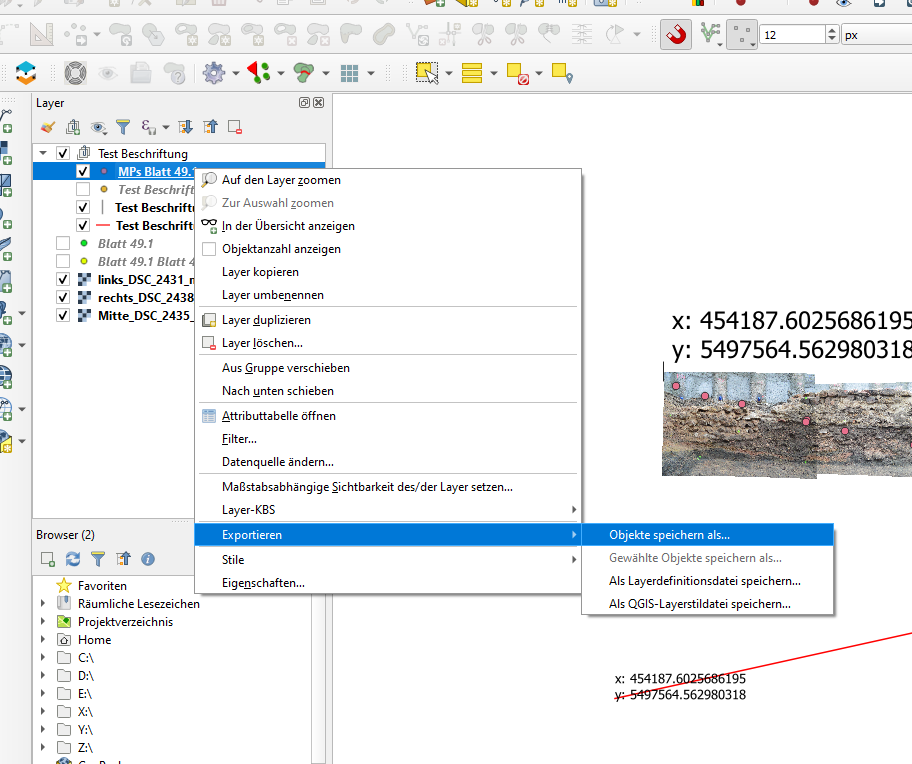 12
px
Layer
Test Beschriftung
MPs Blatt 49.1
Test Beschrift
Test Beschrift
Test Beschrift
Blatt 49.1
Blatt 49.1 Blatt 4
links_DSC_2431_
rechts_DSC_2438
Mitte_DSC_2435_
Auf den Layer zoomen
Zur Auswahl zoomen
In der Übersicht anzeigen
Objektanzahl anzeigen
Layer kopieren
Layer umbenennen
Layer duplizieren
Layer löschen...
Aus Gruppe verschieben
Nach unten schieben
Attributtabelle öffnen
Filter...
Datenquelle ändern...
Maßstabsabhängige Sichtbarkeit des/der Layer setzen...
Layer-KBS
Exportieren
Stile
Eigenschaften...
Objekte speichern als...
Gewählte Objekte speichern als...
Als Layerdefinitionsdatei speichern...
Als QGIS-Layerstildatei speichern...
x: 454187.6025686195
y: 5497564.562980318
x: 454187.6025686195
y: 5497564.562980318
Browser (2)
Favoriten
Räumliche Lesezeichen
Projektverzeichnis
Home
C:\
D:\
E:\
X:\
Y:\
Z:\